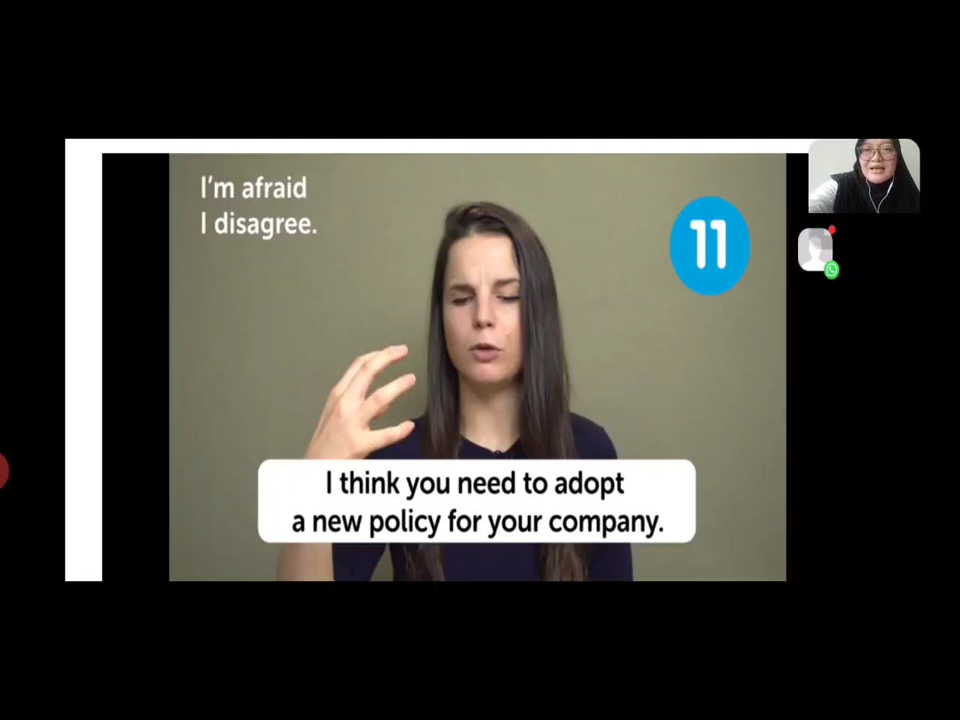 I'm afraid
I disagree.
11
I think you need to adopt
a new policy for your company.